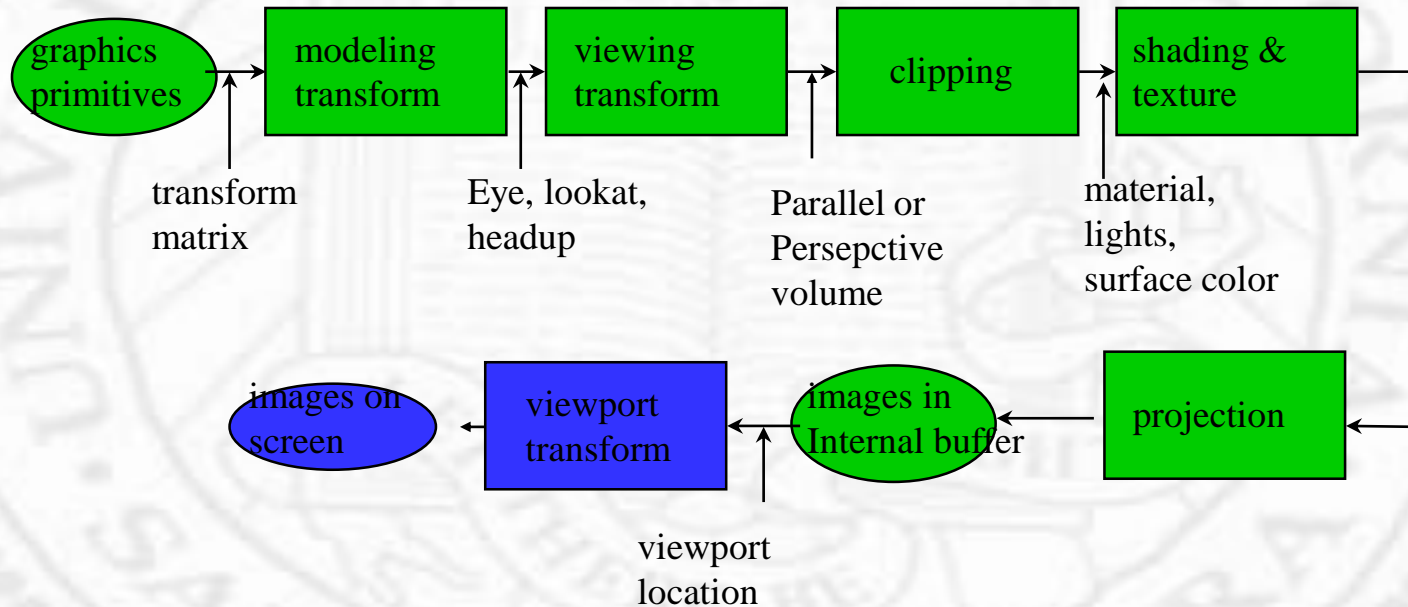 graphics
primitives
modeling
transform
viewing
transform
clipping
shading &
texture
transform
matrix
Eye, lookat,
headup
Parallel or
Persepctive
volume
material,
lights,
surface color
images on
screen
viewport
transform
images in
Internal buffer
projection
viewport
location